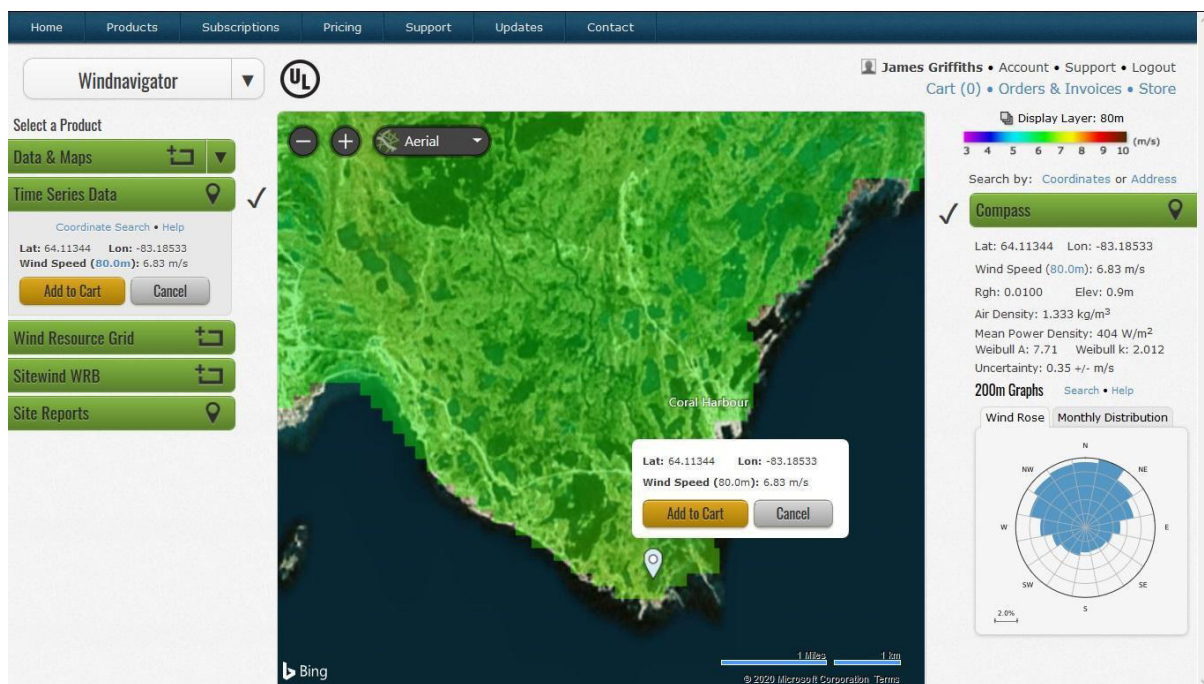 Home Products Subscriptions Pricing Support Updates Contact
Windnavigator
UL
James Griffiths • Account • Support • Logout
Cart (0) • Orders & Invoices • Store
Select a Product
Data & Maps
Time Series Data
Coordinate Search • Help
Lat: 64.11344 Lon: -83.18533
Wind Speed (80.0m): 6.83 m/s
Add to Cart Cancel
Wind Resource Grid
Sitewind WRB
Site Reports
Aerial
Coral Harbour
Lat: 64.11344 Lon: -83.18533
Wind Speed (80.0m): 6.83 m/s
Add to Cart Cancel
Bing
1 Miles 1 km
© 2020 Microsoft Corporation Terms
Display Layer: 80m
3 4 5 6 7 8 9 10 (m/s)
Search by: Coordinates or Address
Compass
Lat: 64.11344 Lon: -83.18533
Wind Speed (80.0m): 6.83 m/s
Rgh: 0.0100 Elev: 0.9m
Air Density: 1.333 kg/m³
Mean Power Density: 404 W/m²
Weibull A: 7.71 Weibull k: 2.012
Uncertainty: 0.35 +/- m/s
200m Graphs Search • Help
Wind Rose Monthly Distribution
N
NW NE
W E
SW SE
S
2.0%